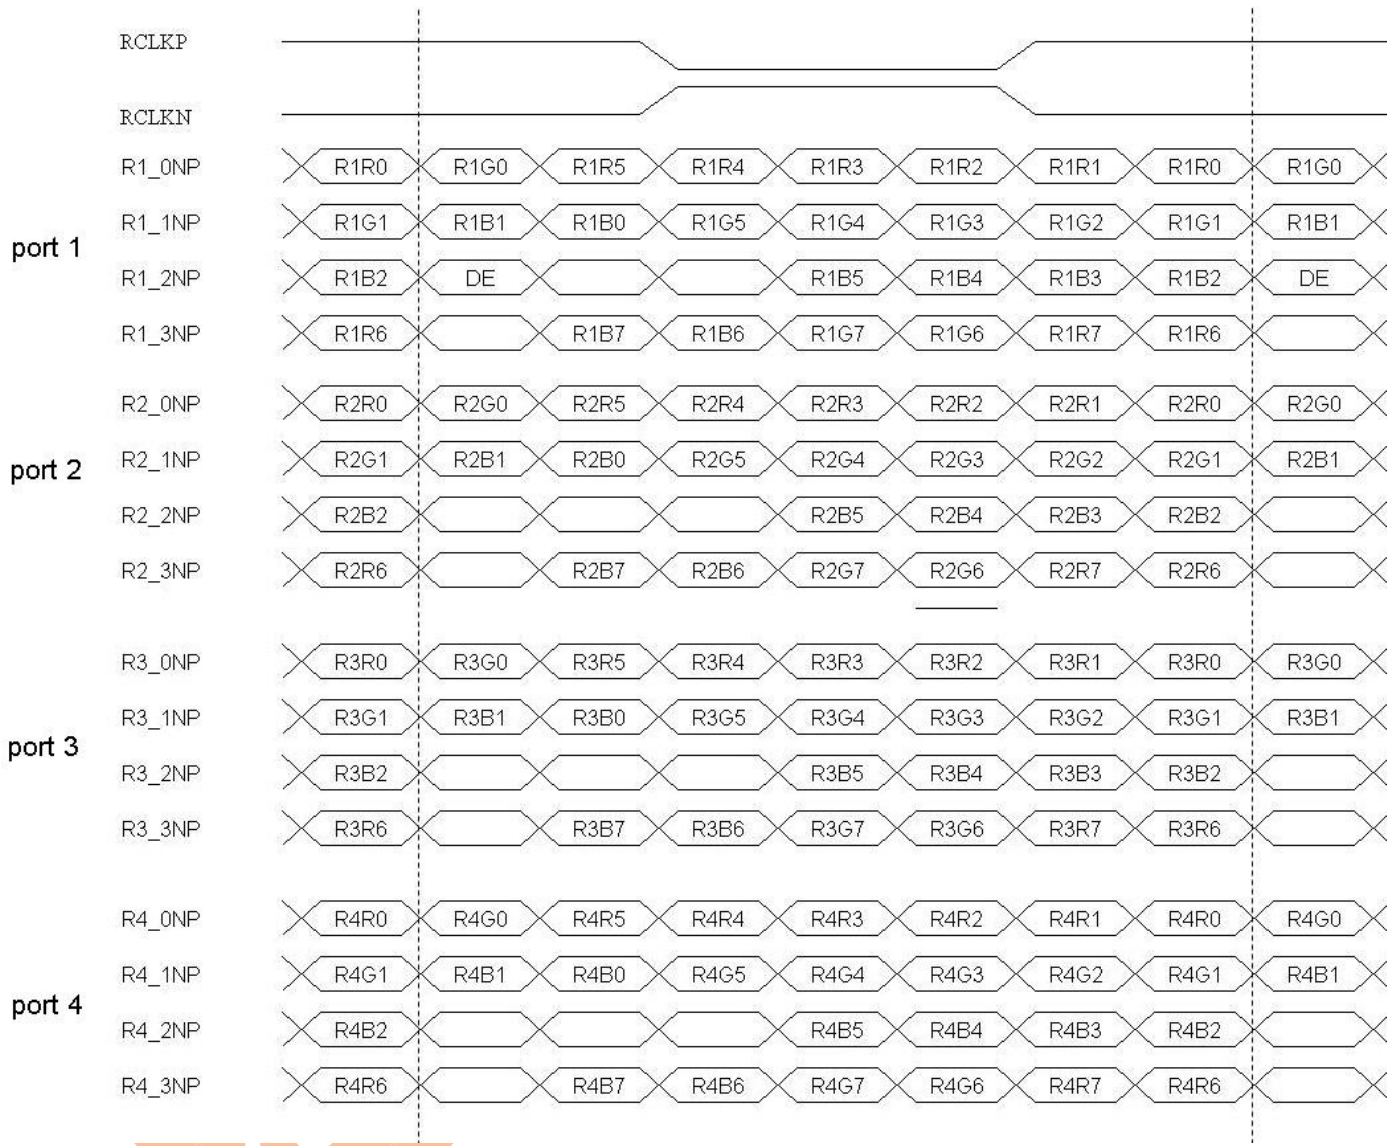 RCLKP
RCLKN
R1_0NP R1R0 R1G0 R1R5 R1R4 R1R3 R1R2 R1R1 R1R0 R1G0
R1_1NP R1G1 R1B1 R1B0 R1G5 R1G4 R1G3 R1G2 R1G1 R1B1
port 1
R1_2NP R1B2 DE R1B5 R1B4 R1B3 R1B2 DE
R1_3NP R1R6 R1B7 R1B6 R1G7 R1G6 R1R7 R1R6
R2_0NP R2R0 R2G0 R2R5 R2R4 R2R3 R2R2 R2R1 R2R0 R2G0
R2_1NP R2G1 R2B1 R2B0 R2G5 R2G4 R2G3 R2G2 R2G1 R2B1
port 2
R2_2NP R2B2 R2B5 R2B4 R2B3 R2B2
R2_3NP R2R6 R2B7 R2B6 R2G7 R2G6 R2R7 R2R6
R3_0NP R3R0 R3G0 R3R5 R3R4 R3R3 R3R2 R3R1 R3R0 R3G0
R3_1NP R3G1 R3B1 R3B0 R3G5 R3G4 R3G3 R3G2 R3G1 R3B1
port 3
R3_2NP R3B2 R3B5 R3B4 R3B3 R3B2
R3_3NP R3R6 R3B7 R3B6 R3G7 R3G6 R3R7 R3R6
R4_0NP R4R0 R4G0 R4R5 R4R4 R4R3 R4R2 R4R1 R4R0 R4G0
R4_1NP R4G1 R4B1 R4B0 R4G5 R4G4 R4G3 R4G2 R4G1 R4B1
port 4
R4_2NP R4B2 R4B5 R4B4 R4B3 R4B2
R4_3NP R4R6 R4B7 R4B6 R4G7 R4G6 R4R7 R4R6